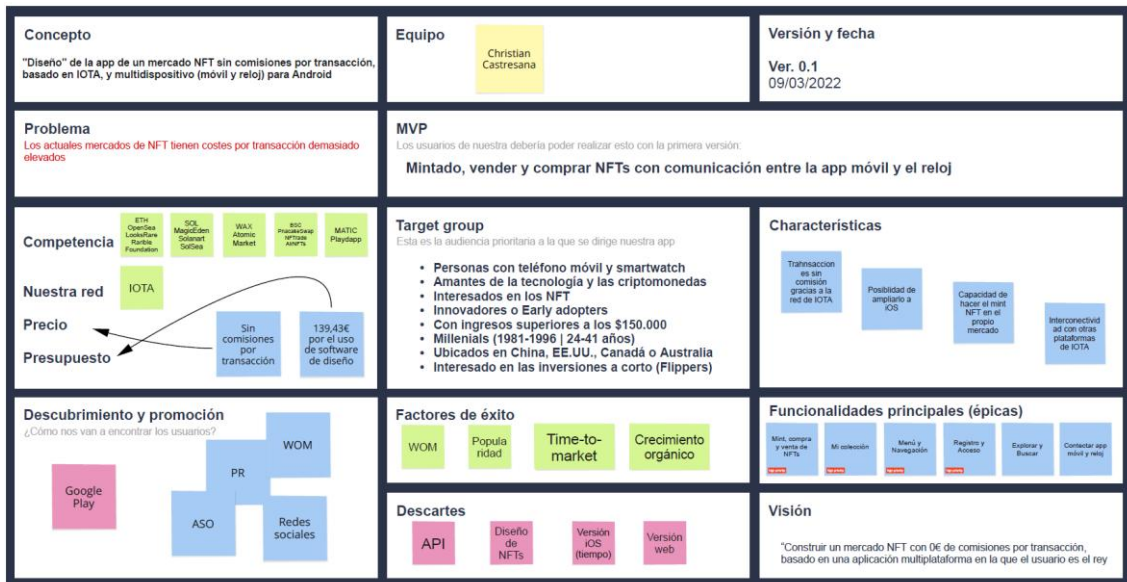 Concepto
"Diseño" de la app de un mercado NFT sin comisiones por transacción,
basado en IOTA, y multidispositivo (móvil y reloj) para Android
Equipo
Christian
Castresana
Versión y fecha
Ver. 0.1
09/03/2022
Problema
Los actuales mercados de NFT tienen costes por transacción demasiado
elevados
MVP
Los usuarios de nuestra debería poder realizar esto con la primera versión:
Mintado, vender y comprar NFTs con comunicación entre la app móvil y el reloj
Competencia
ETH
OpenSea
LooksRare
Rarible
Foundation
SOL
MagicEden
Solanart
SolSea
WAX
Atomic
Market
BSC
NFTrade
AirNFTs
MATIC
Playdapp
Nuestra red
IOTA
Precio
Presupuesto
Sin
comisiones
por
transacción
139,43€
por el uso
de software
de diseño
Target group
Esta es la audiencia prioritaria a la que se dirige nuestra app
• Personas con teléfono móvil y smartwatch
• Amantes de la tecnología y las criptomonedas
• Interesados en los NFT
• Innovadores o Early adopters
• Con ingresos superiores a los $150.000
• Millenials (1981-1996 | 24-41 años)
• Ubicados en China, EE.UU., Canadá o Australia
• Interesado en las inversiones a corto (Flippers)
Características
Trahnsaccion
es sin
comisión
gracias a la
red de IOTA
Posiblidad de
ampliarlo a
iOS
Capacidad de
hacer el mint
NFT en el
propio
mercado
Interconectivid
ad con otras
plataformas
de IOTA
Descubrimiento y promoción
¿Cómo nos van a encontrar los usuarios?
Google
Play
WOM
PR
ASO
Redes
sociales
Factores de éxito
WOM
Popula
ridad
Time-to-
market
Crecimiento
orgánico
Funcionalidades principales (épicas)
Mint, compra
y venta de
NFTs
Mi colección
Menú y
Navegación
Registro y
Acceso
Explorar y
Buscar
Contactar app
móvil y reloj
Descartes
API
Diseño
de
NFTs
Versión
iOS
(tiempo)
Versión
web
Visión
"Construir un mercado NFT con 0€ de comisiones por transacción,
basado en una aplicación multiplataforma en la que el usuario es el rey